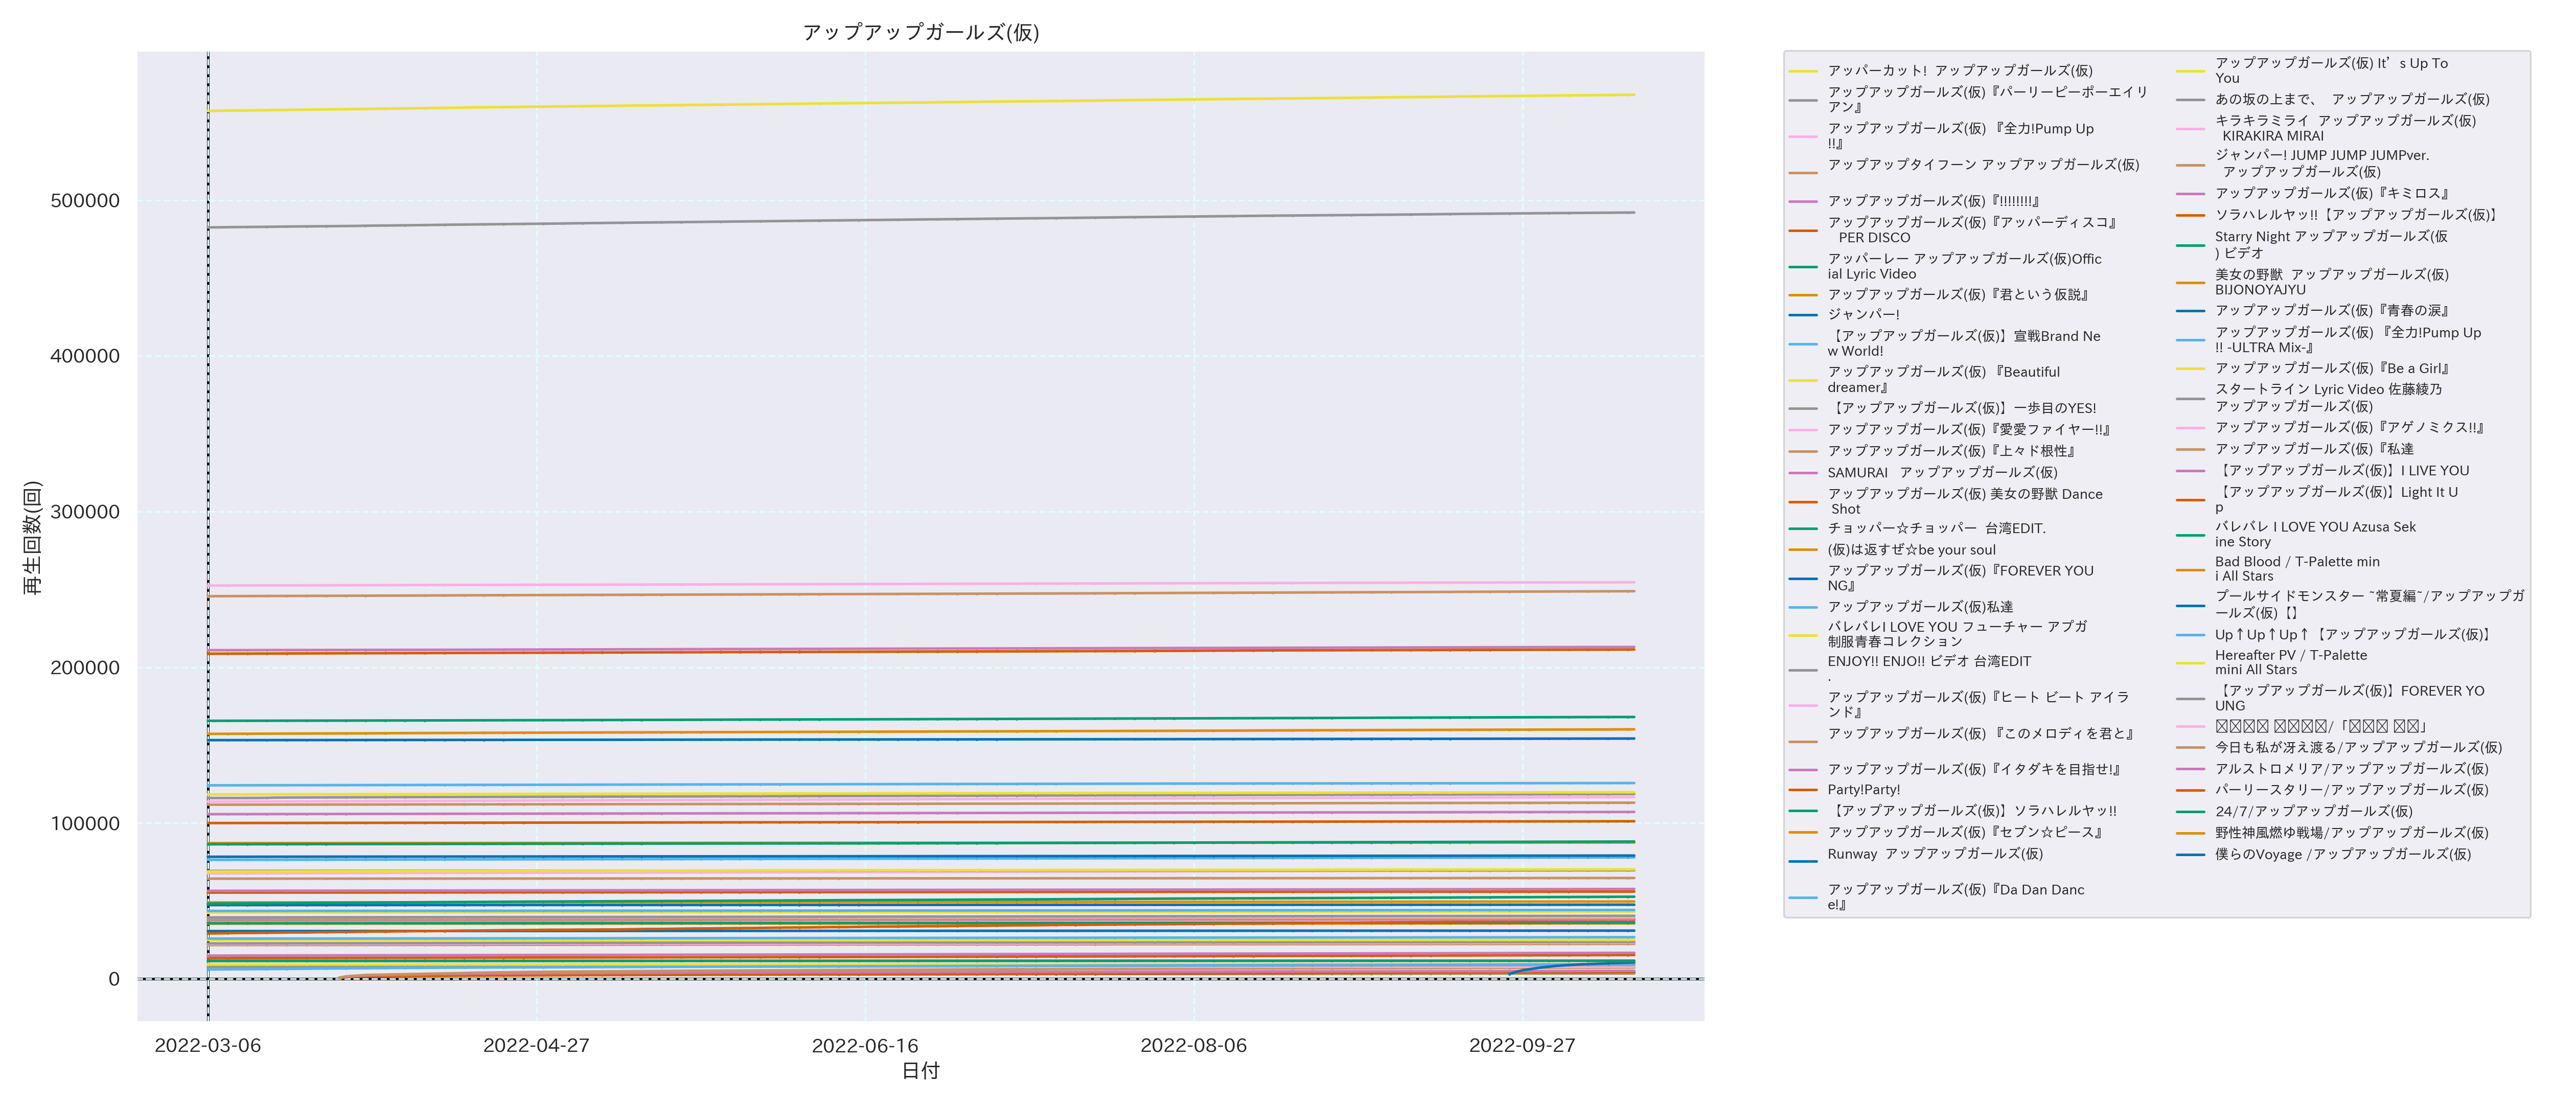 アップアップガールズ(仮)
再生回数(回)
500000
400000
300000
200000
100000
0
2022-03-06
2022-04-27
2022-06-16
2022-08-06
2022-09-27
日付
アッパーカット! アップアップガールズ(仮)
アップアップガールズ(仮)『パーリーピーポーエイリ
アン』
アップアップガールズ(仮) 『全力!Pump Up
!!』
アップアップタイフーン アップアップガールズ(仮)
アップアップガールズ(仮)『!!!!!!!!』
アップアップガールズ(仮)『アッパーディスコ』
PER DISCO
アッパーレー アップアップガールズ(仮)Offic
ial Lyric Video
アップアップガールズ(仮)『君という仮説』
ジャンパー!
【アップアップガールズ(仮)】宣戦Brand Ne
w World!
アップアップガールズ(仮) 『Beautiful
dreamer』
【アップアップガールズ(仮)】一歩目のYES!
アップアップガールズ(仮)『愛愛ファイヤー!!』
アップアップガールズ(仮)『上々ド根性』
SAMURAI アップアップガールズ(仮)
アップアップガールズ(仮) 美女の野獣 Dance
Shot
チョッパー☆チョッパー 台湾EDIT.
(仮)は返すぜ☆be your soul
アップアップガールズ(仮)『FOREVER YOU
NG』
アップアップガールズ(仮)私達
バレバレI LOVE YOU フューチャー アプガ
制服青春コレクション
ENJOY!! ENJO!! ビデオ 台湾EDIT
.
アップアップガールズ(仮)『ヒート ビート アイラ
ンド』
アップアップガールズ(仮) 『このメロディを君と』
アップアップガールズ(仮)『イタダキを目指せ!』
Party!Party!
【アップアップガールズ(仮)】ソラハレルヤッ!!
アップアップガールズ(仮)『セブン☆ピース』
Runway アップアップガールズ(仮)
アップアップガールズ(仮)『Da Dan Danc
e!』
アップアップガールズ(仮) It’s Up To
You
あの坂の上まで、 アップアップガールズ(仮)
キラキラミライ アップアップガールズ(仮)
KIRAKIRA MIRAI
ジャンパー! JUMP JUMP JUMPver.
アップアップガールズ(仮)
アップアップガールズ(仮)『キミロス』
ソラハレルヤッ!!【アップアップガールズ(仮)】
Starry Night アップアップガールズ(仮
) ビデオ
美女の野獣 アップアップガールズ(仮)
BIJONOYAJYU
アップアップガールズ(仮)『青春の涙』
アップアップガールズ(仮) 『全力!Pump Up
!! -ULTRA Mix-』
アップアップガールズ(仮)『Be a Girl』
スタートライン Lyric Video 佐藤綾乃
アップアップガールズ(仮)
アップアップガールズ(仮)『アゲノミクス!!』
アップアップガールズ(仮)『私達
【アップアップガールズ(仮)】I LIVE YOU
【アップアップガールズ(仮)】Light It U
p
バレバレ I LOVE YOU Azusa Sek
ine Story
Bad Blood / T-Palette min
i All Stars
プールサイドモンスター ~常夏編~/アップアップガ
ールズ(仮)【】
Up↑Up↑Up↑【アップアップガールズ(仮)】
Hereafter PV / T-Palette
mini All Stars
【アップアップガールズ(仮)】FOREVER YO
UNG
今日も私が冴え渡る/アップアップガールズ(仮)
アルストロメリア/アップアップガールズ(仮)
パーリースタリー/アップアップガールズ(仮)
24/7/アップアップガールズ(仮)
野性神風燃ゆ戦場/アップアップガールズ(仮)
僕らのVoyage /アップアップガールズ(仮)